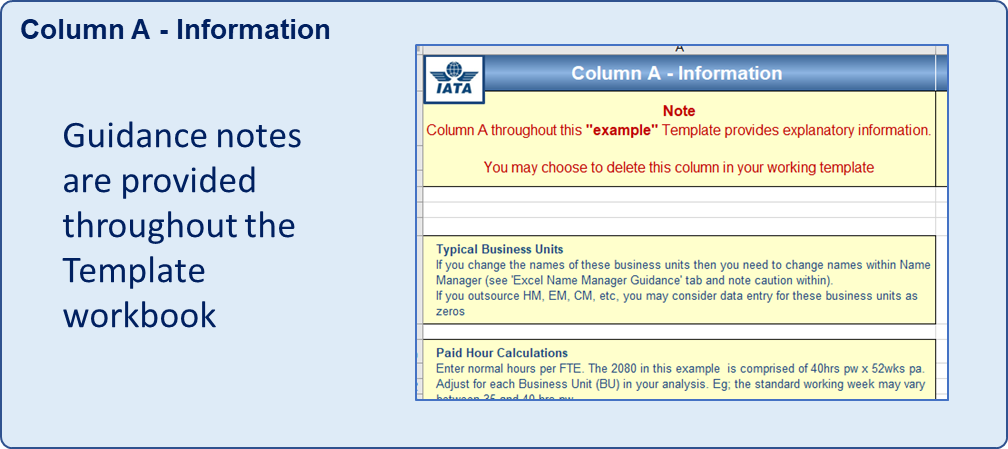 Column A - Information
Guidance notes
are provided
throughout the
Template
workbook
A
IATA
Column A - Information
Note
Column A throughout this "example" Template provides explanatory information.
You may choose to delete this column in your working template
Typical Business Units
If you change the names of these business units then you need to change names within Name
Manager (see 'Excel Name Manager Guidance' tab and note caution within).
If you outsource HM, EM, CM, etc, you may consider data entry for these business units as
zeros
Paid Hour Calculations
Enter normal hours per FTE. The 2080 in this example is comprised of 40hrs pw x 52wks pa.
Adjust for each Business Unit (BU) in your analysis. Eg; the standard working week may vary
between 35 and 40 hrs pw